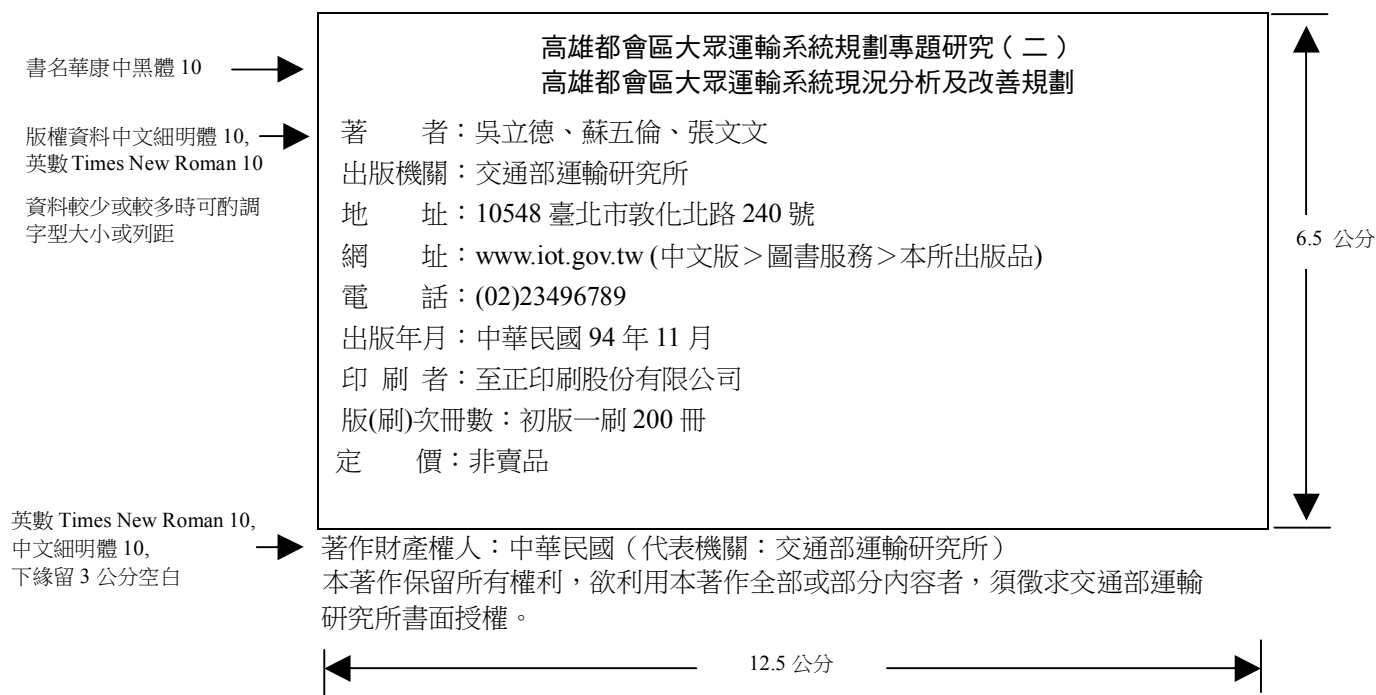 書名華康中黑體 10
版權資料中文細明體 10,
英數 Times New Roman 10
資料較少或較多時可酌調
字型大小或列距
高雄都會區大眾運輸系統規劃專題研究（二）
高雄都會區大眾運輸系統現況分析及改善規劃
著　　者：吳立德、蘇五倫、張文文
出版機關：交通部運輸研究所
地　　址：10548 臺北市敦化北路 240 號
網　　址：www.iot.gov.tw (中文版＞圖書服務＞本所出版品)
電　　話：(02)23496789
出版年月：中華民國 94 年 11 月
印 刷 者：至正印刷股份有限公司
版(刷)次冊數：初版一刷 200 冊
定　　價：非賣品
6.5 公分
英數 Times New Roman 10,
中文細明體 10,
下緣留 3 公分空白
著作財產權人：中華民國（代表機關：交通部運輸研究所）
本著作保留所有權利，欲利用本著作全部或部分內容者，須徵求交通部運輸
研究所書面授權。
12.5 公分